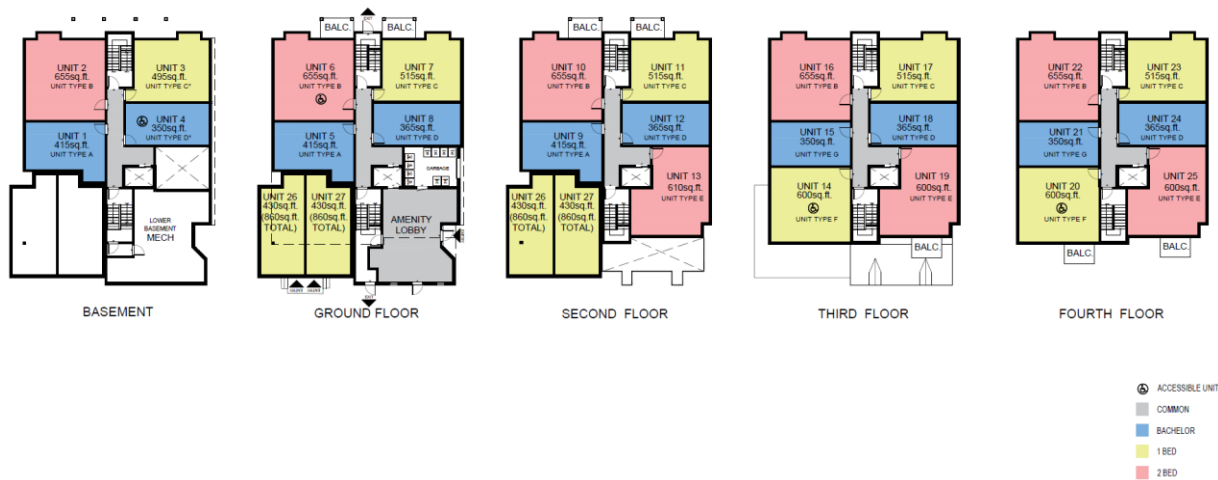 BALC.
BALC.
BALC.
BALC.
UNIT 2
655sq.ft.
UNIT TYPE B
UNIT 3
495sq.ft.
UNIT TYPE C*
UNIT 4
350sq.ft.
UNIT TYPE D*
UNIT 1
415sq.ft.
UNIT TYPE A
LOWER
BASEMENT
MECH
BASEMENT
EXIT
UNIT 6
655sq.ft.
UNIT TYPE B
UNIT 7
515sq.ft.
UNIT TYPE C
UNIT 8
365sq.ft.
UNIT TYPE D
UNIT 5
415sq.ft.
UNIT TYPE A
GARBAGE
UNIT 26
430sq.ft.
(860sq.ft.
TOTAL)
UNIT 27
430sq.ft.
(860sq.ft.
TOTAL)
AMENITY
LOBBY
EXIT
GROUND FLOOR
UNIT 10
655sq.ft.
UNIT TYPE B
UNIT 11
515sq.ft.
UNIT TYPE C
UNIT 12
365sq.ft.
UNIT TYPE D
UNIT 9
415sq.ft.
UNIT TYPE A
UNIT 13
610sq.ft.
UNIT TYPE E
UNIT 26
430sq.ft.
(860sq.ft.
TOTAL)
UNIT 27
430sq.ft.
(860sq.ft.
TOTAL)
SECOND FLOOR
UNIT 16
655sq.ft.
UNIT TYPE B
UNIT 17
515sq.ft.
UNIT TYPE C
UNIT 18
365sq.ft.
UNIT TYPE D
UNIT 15
350sq.ft.
UNIT TYPE G
UNIT 14
600sq.ft.
UNIT TYPE F
UNIT 19
600sq.ft.
UNIT TYPE E
BALC.
THIRD FLOOR
UNIT 22
655sq.ft.
UNIT TYPE B
UNIT 23
515sq.ft.
UNIT TYPE C
UNIT 24
365sq.ft.
UNIT TYPE D
UNIT 21
350sq.ft.
UNIT TYPE G
UNIT 20
600sq.ft.
UNIT TYPE F
UNIT 25
600sq.ft.
UNIT TYPE E
BALC.
BALC.
FOURTH FLOOR
ACCESSIBLE UNIT
COMMON
BACHELOR
1 BED
2 BED